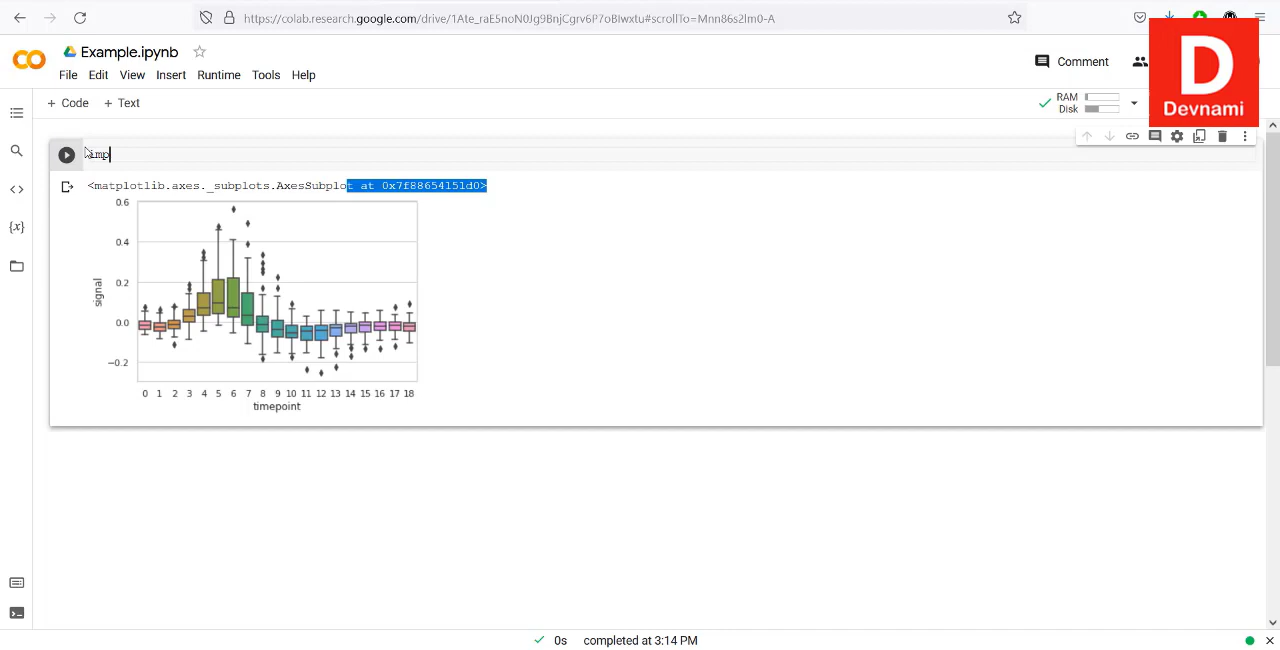 https://colab.research.google.com/drive/1Ate_raE5noN0Jg9BnjCgrv6P7oBIwxtu#scrollTo=Mnn86s2lm0-A
Example.ipynb
File Edit View Insert Runtime Tools Help
Comment
D
Devnami
+ Code + Text
RAM
Disk
imp
<matplotlib.axes._subplots.AxesSubplot at 0x7f88654151d0>
0.6
0.4
0.2
0.0
−0.2
signal
0 1 2 3 4 5 6 7 8 9 10 11 12 13 14 15 16 17 18
timepoint
{x}
0s completed at 3:14 PM